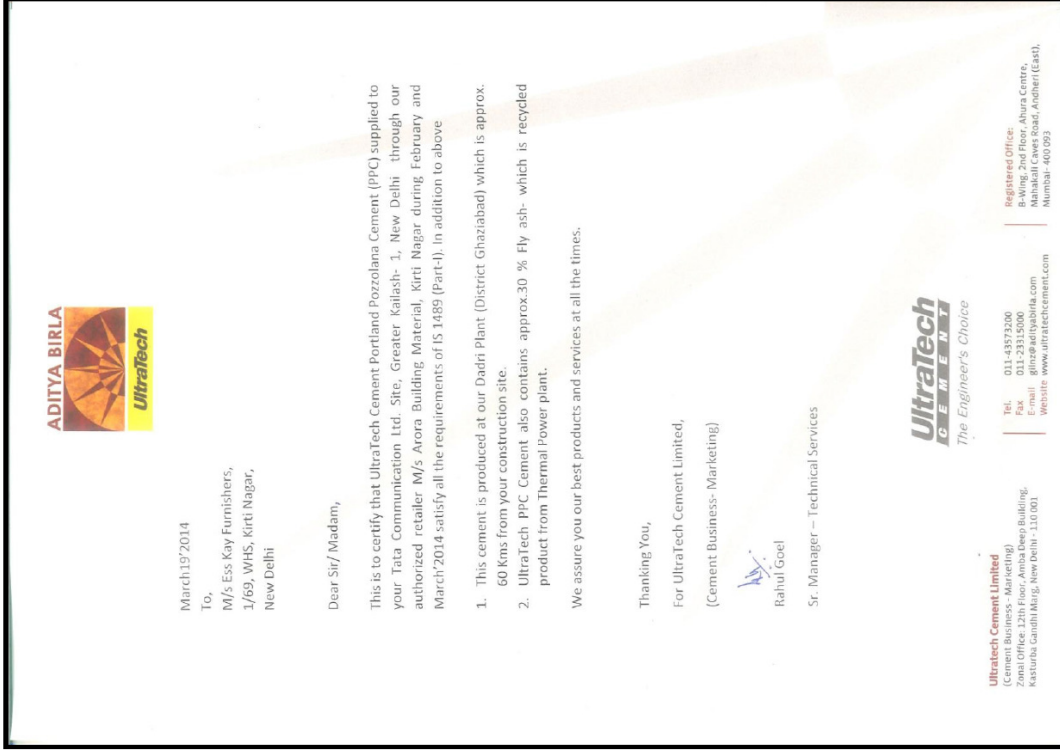 ADITYA BIRLA
UltraTech
March19'2014
To,
M/s Ess Kay Furnishers,
1/69, WHS, Kirti Nagar,
New Delhi
Dear Sir/ Madam,
This is to certify that UltraTech Cement Portland Pozzolana Cement (PPC) supplied to
your Tata Communication Ltd. Site, Greater Kailash- 1, New Delhi through our
authorized retailer M/s Arora Building Material, Kirti Nagar during February and
March'2014 satisfy all the requirements of IS 1489 (Part-I). In addition to above
1. This cement is produced at our Dadri Plant (District Ghaziabad) which is approx.
60 Kms from your construction site.
2. UltraTech PPC Cement also contains approx.30 % Fly ash- which is recycled
product from Thermal Power plant.
We assure you our best products and services at all the times.
Thanking You,
For UltraTech Cement Limited,
(Cement Business- Marketing)
Rahul Goel
Sr. Manager – Technical Services
UltraTech
CEMENT
The Engineer's Choice
Ultratech Cement Limited
(Cement Business - Marketing)
Zonal Office: 12th Floor, Amba Deep Building,
Kasturba Gandhi Marg, New Delhi - 110 001
Tel. 011-43573200
Fax 011-23315000
E-mail glinz@adityabirla.com
Website www.ultratechcement.com
Registered Office:
B-Wing, 2nd Floor, Ahura Centre,
Mahakali Caves Road, Andheri (East),
Mumbai- 400 093